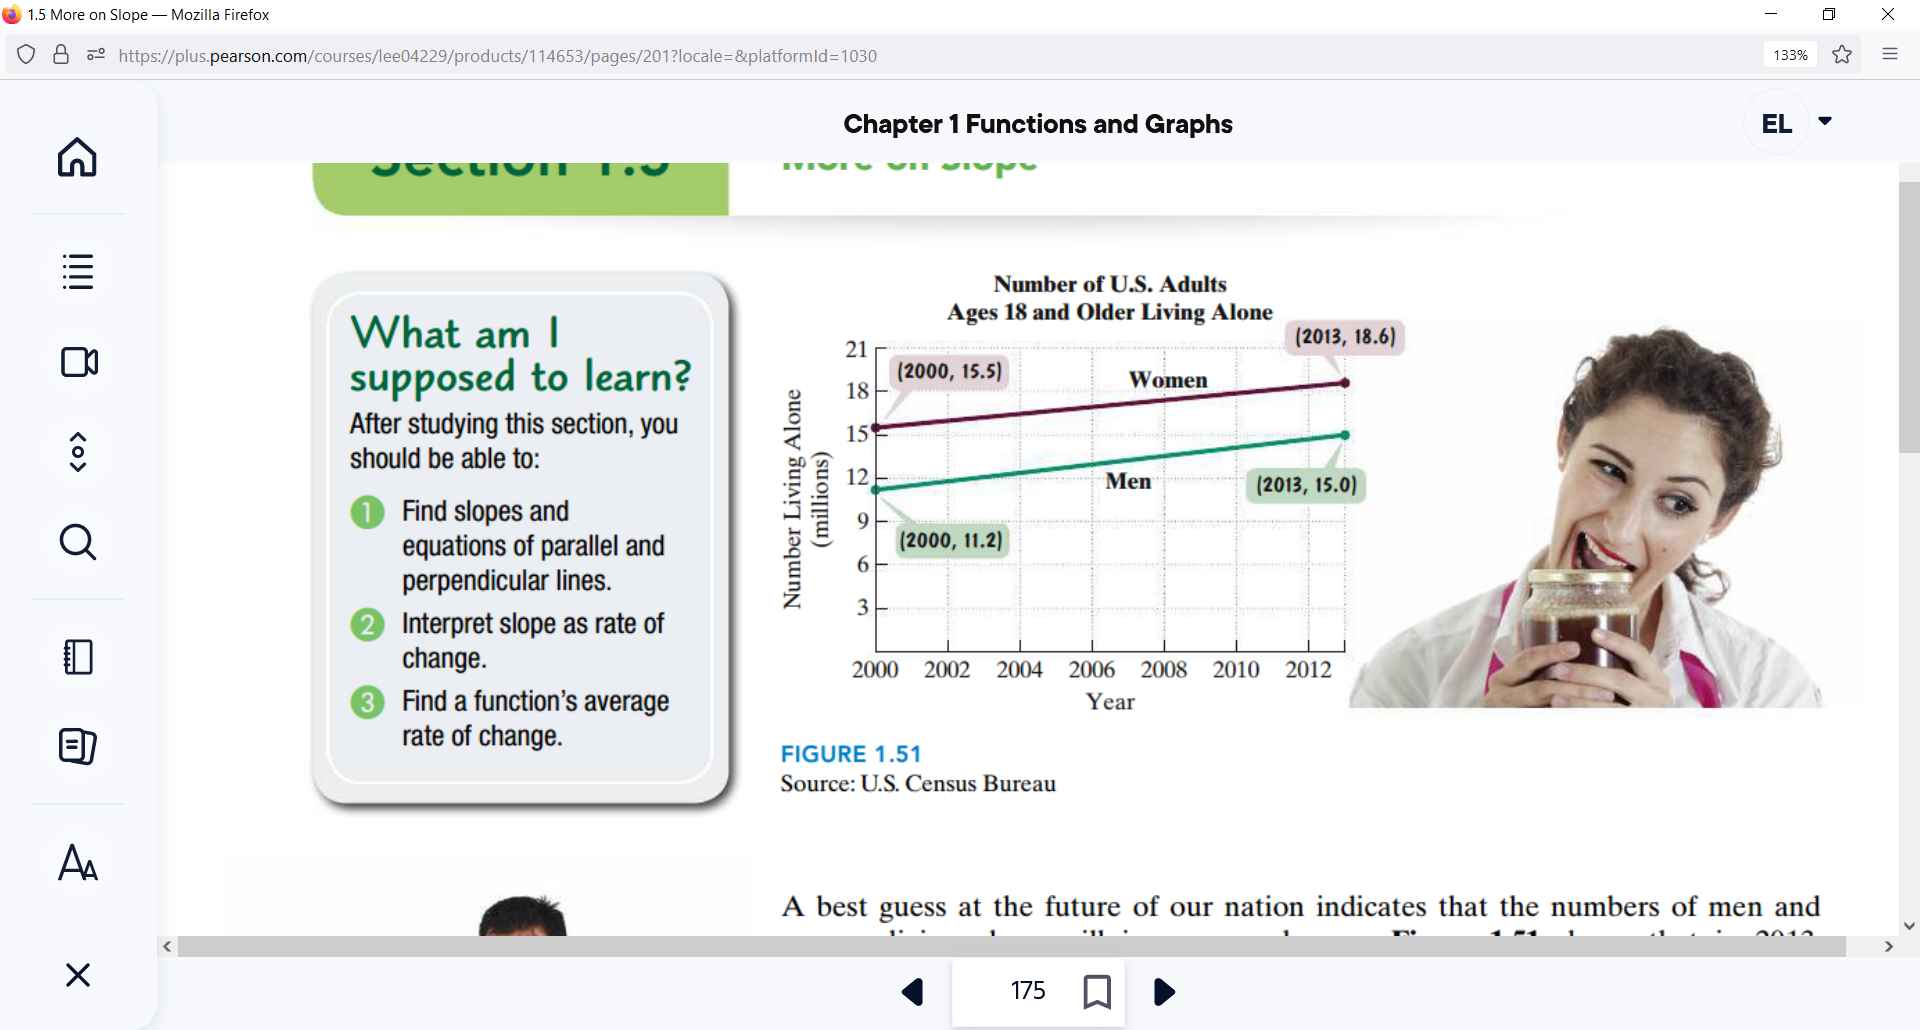 1.5 More on Slope — Mozilla Firefox
https://plus.pearson.com/courses/lee04229/products/114653/pages/201?locale=&platformId=1030
133%
Chapter 1 Functions and Graphs
EL
Section 1.5
More on Slope
What am I
supposed to learn?
After studying this section, you
should be able to:
1 Find slopes and
equations of parallel and
perpendicular lines.
2 Interpret slope as rate of
change.
3 Find a function's average
rate of change.
Number of U.S. Adults
Ages 18 and Older Living Alone
(2013, 18.6)
(2000, 15.5)
Women
Men
(2013, 15.0)
(2000, 11.2)
Number Living Alone
(millions)
21
18
15
12
9
6
3
2000 2002 2004 2006 2008 2010 2012
Year
FIGURE 1.51
Source: U.S. Census Bureau
A best guess at the future of our nation indicates that the numbers of men and
175